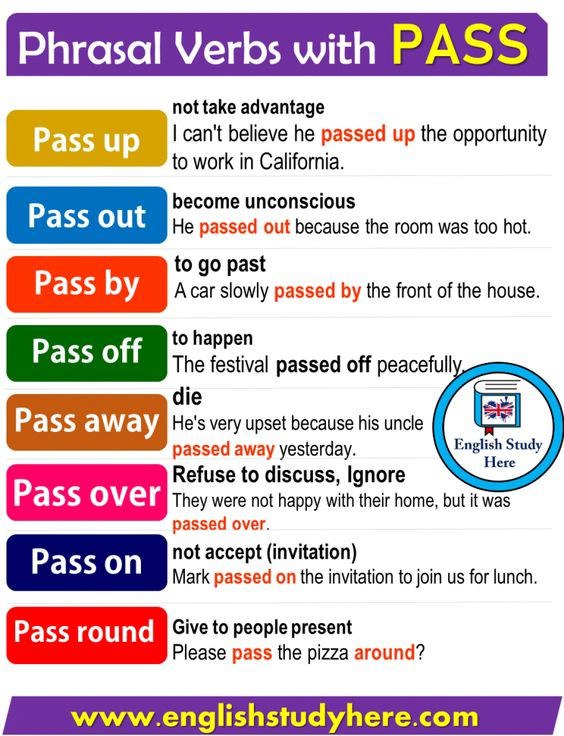 Phrasal Verbs with PASS
Pass up
not take advantage
I can't believe he passed up the opportunity
to work in California.
Pass out
become unconscious
He passed out because the room was too hot.
Pass by
to go past
A car slowly passed by the front of the house.
Pass off
to happen
The festival passed off peacefully.
Pass away
die
He's very upset because his uncle
passed away yesterday.
English Study
Here
Pass over
Refuse to discuss, Ignore
They were not happy with their home, but it was
passed over.
Pass on
not accept (invitation)
Mark passed on the invitation to join us for lunch.
Pass round
Give to people present
Please pass the pizza around?
www.englishstudyhere.com